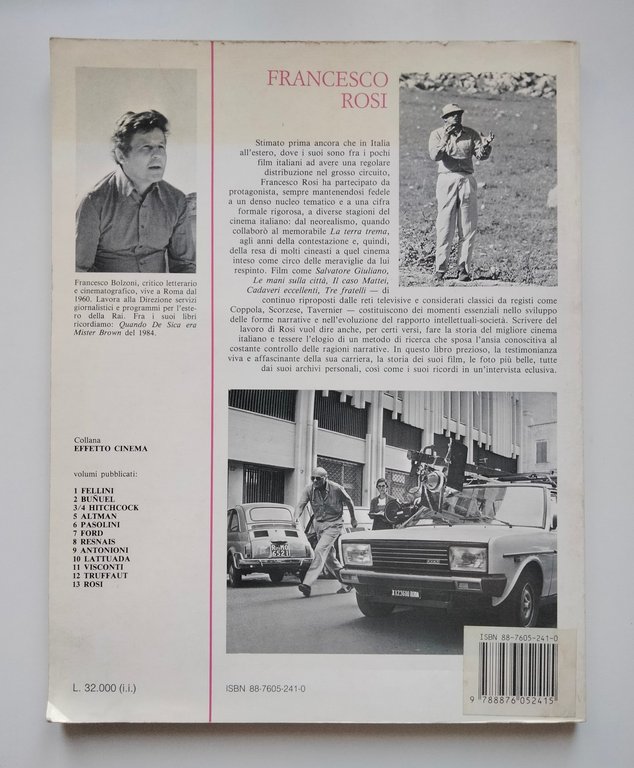 FRANCESCO
ROSI
Stimato prima ancora che in Italia
all'estero, dove i suoi sono fra i pochi
film italiani ad avere una regolare
distribuzione nel grosso circuito,
Francesco Rosi ha partecipato da
protagonista, sempre mantenendosi fedele
a un denso nucleo tematico e a una cifra
formale rigorosa, a diverse stagioni del
cinema italiano: dal neorealismo, quando
collaborò al memorabile La terra trema,
agli anni della contestazione e, quindi,
della resa di molti cineasti a quel cinema
inteso come circo delle meraviglie da lui
respinto. Film come Salvatore Giuliano,
Le mani sulla città, Il caso Mattei,
Cadaveri eccellenti, Tre fratelli — di
continuo riproposti dalle reti televisive e considerati classici da registi come
Coppola, Scorzese, Tavernier — costituiscono dei momenti essenziali nello sviluppo
delle forme narrative e nell'evoluzione del rapporto intellettuali-società. Scrivere del
lavoro di Rosi vuol dire anche, per certi versi, fare la storia del migliore cinema
italiano e tessere l'elogio di un metodo di ricerca che sposa l'ansia conoscitiva al
costante controllo delle ragioni narrative. In questo libro prezioso, la testimonianza
viva e affascinante della sua carriera, la storia dei suoi film, le foto più belle, tutte
dai suoi archivi personali, così come i suoi ricordi in un'intervista eclusiva.
Francesco Bolzoni, critico letterario
e cinematografico, vive a Roma dal
1960. Lavora alla Direzione servizi
giornalistici e programmi per l'este-
ro della Rai. Fra i suoi libri
ricordiamo: Quando De Sica era
Mister Brown del 1984.
Collana
EFFETTO CINEMA
volumi pubblicati:
1 FELLINI
2 BUÑUEL
3/4 HITCHCOCK
5 ALTMAN
6 PASOLINI
7 FORD
8 RESNAIS
9 ANTONIONI
10 LATTUADA
11 VISCONTI
12 TRUFFAUT
13 ROSI
L. 32.000 (i.i.)
ISBN 88-7605-241-0
ISBN 88-7605-241-0
9 788876 052415